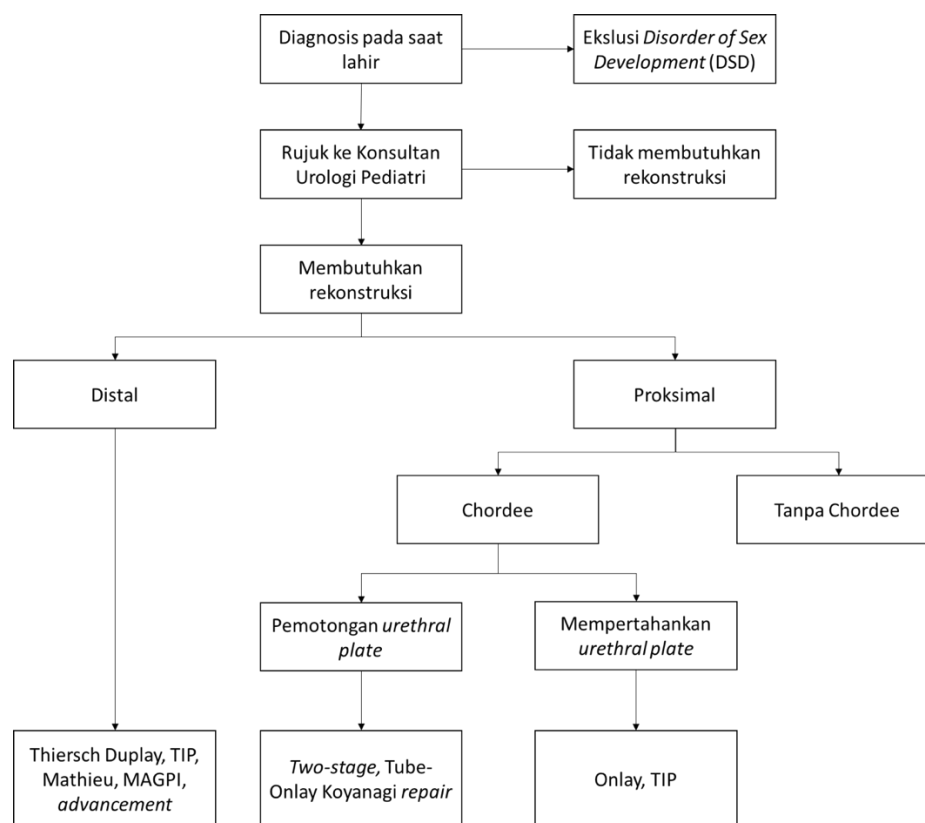 Diagnosis pada saat
lahir
Ekslusi Disorder of Sex
Development (DSD)
Rujuk ke Konsultan
Urologi Pediatri
Tidak membutuhkan
rekonstruksi
Membutuhkan
rekonstruksi
Distal
Proksimal
Chordee
Tanpa Chordee
Pemotongan urethral
plate
Mempertahankan
urethral plate
Thiersch Duplay, TIP,
Mathieu, MAGPI,
advancement
Two-stage, Tube-
Onlay Koyanagi repair
Onlay, TIP